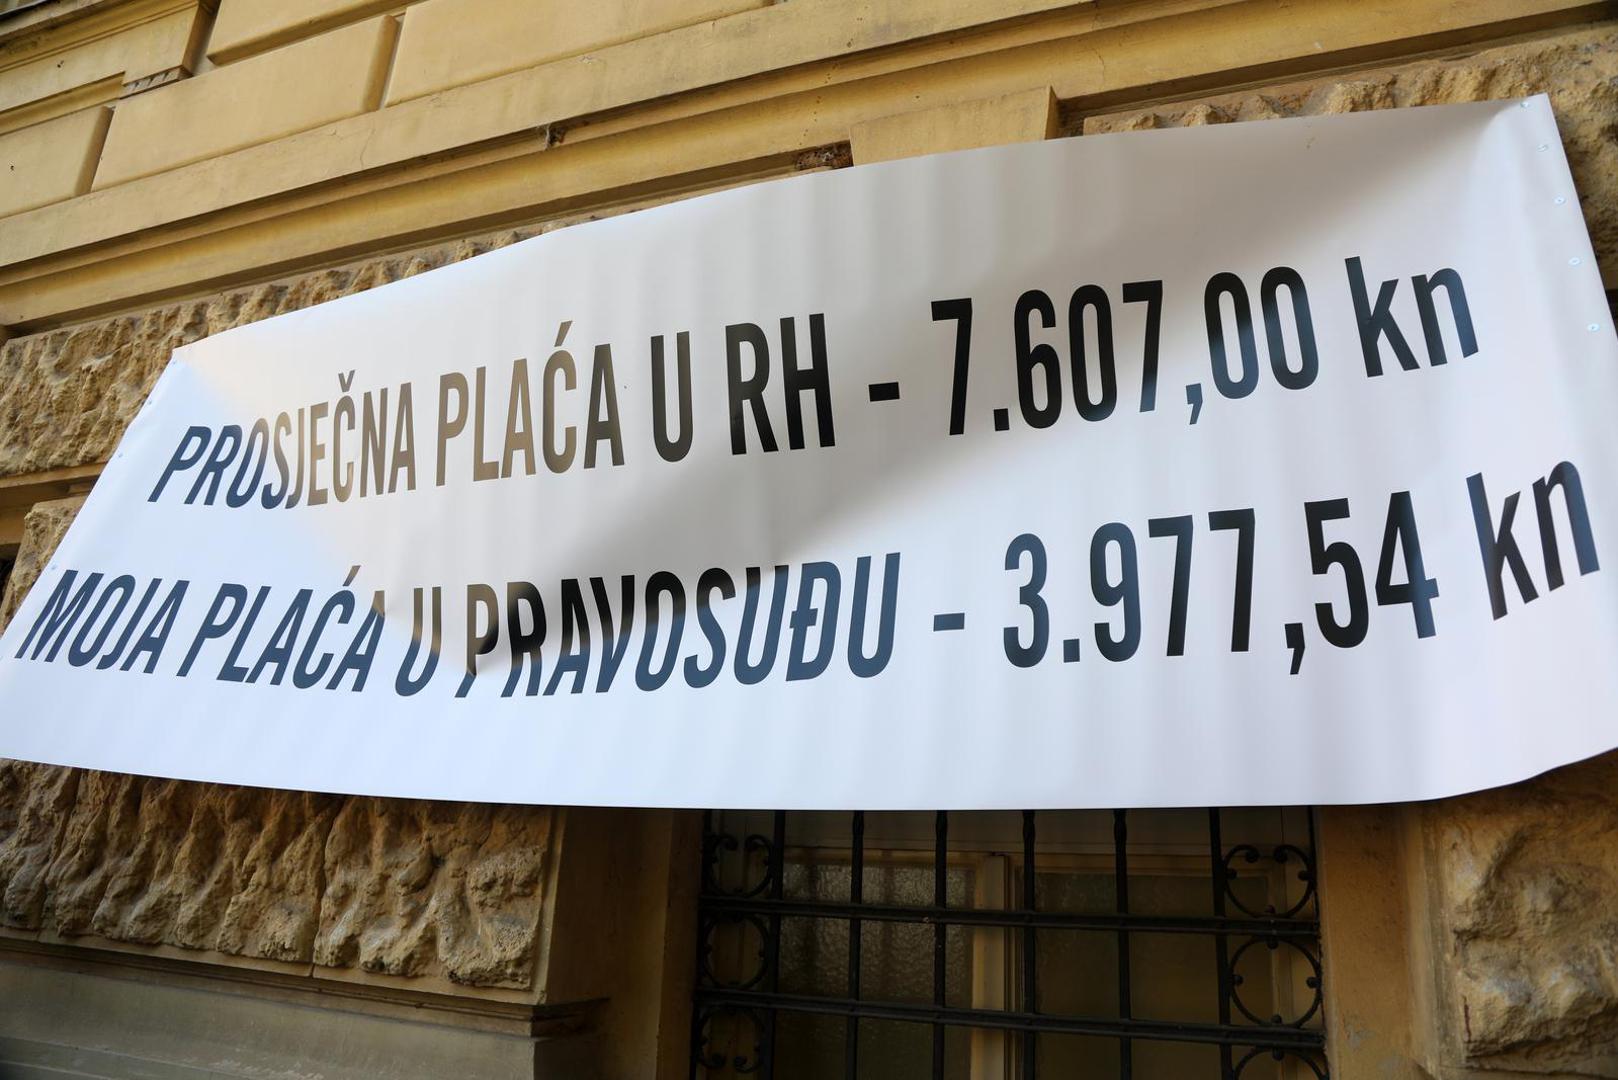 PROSJEČNA PLAĆA U RH - 7.607,00 kn
MOJA PLAĆA U PRAVOSUĐU - 3.977,54 kn